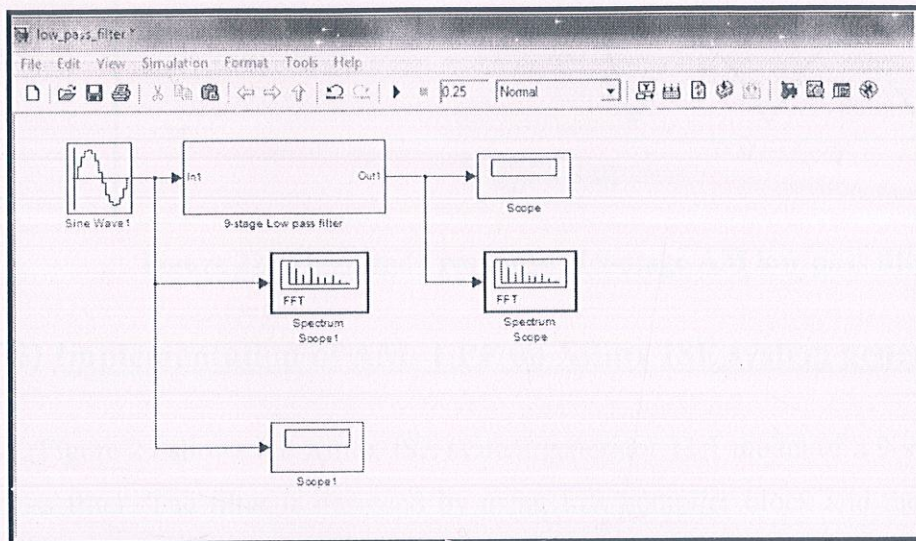 low_pass_filter *
File Edit View Simulation Format Tools Help
0.25 Normal
In1 Out1
Sine Wave1
9-stage Low pass filter
Scope
FFT
Spectrum
Scope1
FFT
Spectrum
Scope
Scope1